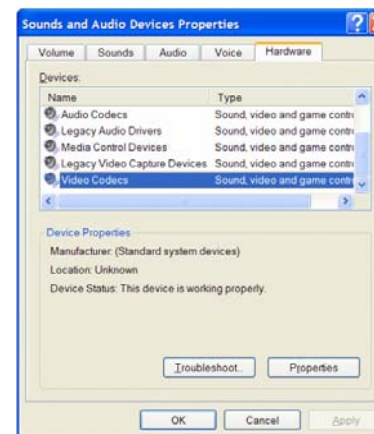 Sounds and Audio Devices Properties
Volume Sounds Audio Voice Hardware
Devices:
Name Type
Audio Codecs Sound, video and game contr
Legacy Audio Drivers Sound, video and game contr
Media Control Devices Sound, video and game contr
Legacy Video Capture Devices Sound, video and game contr
Video Codecs Sound, video and game contr
Device Properties
Manufacturer: (Standard system devices)
Location: Unknown
Device Status: This device is working properly.
Troubleshoot... Properties
OK Cancel Apply